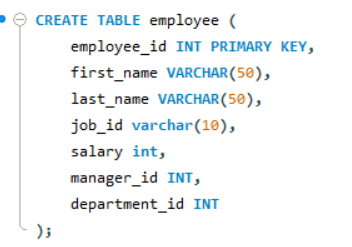 CREATE TABLE employee (
employee_id INT PRIMARY KEY,
first_name VARCHAR(50),
last_name VARCHAR(50),
job_id varchar(10),
salary int,
manager_id INT,
department_id INT
);